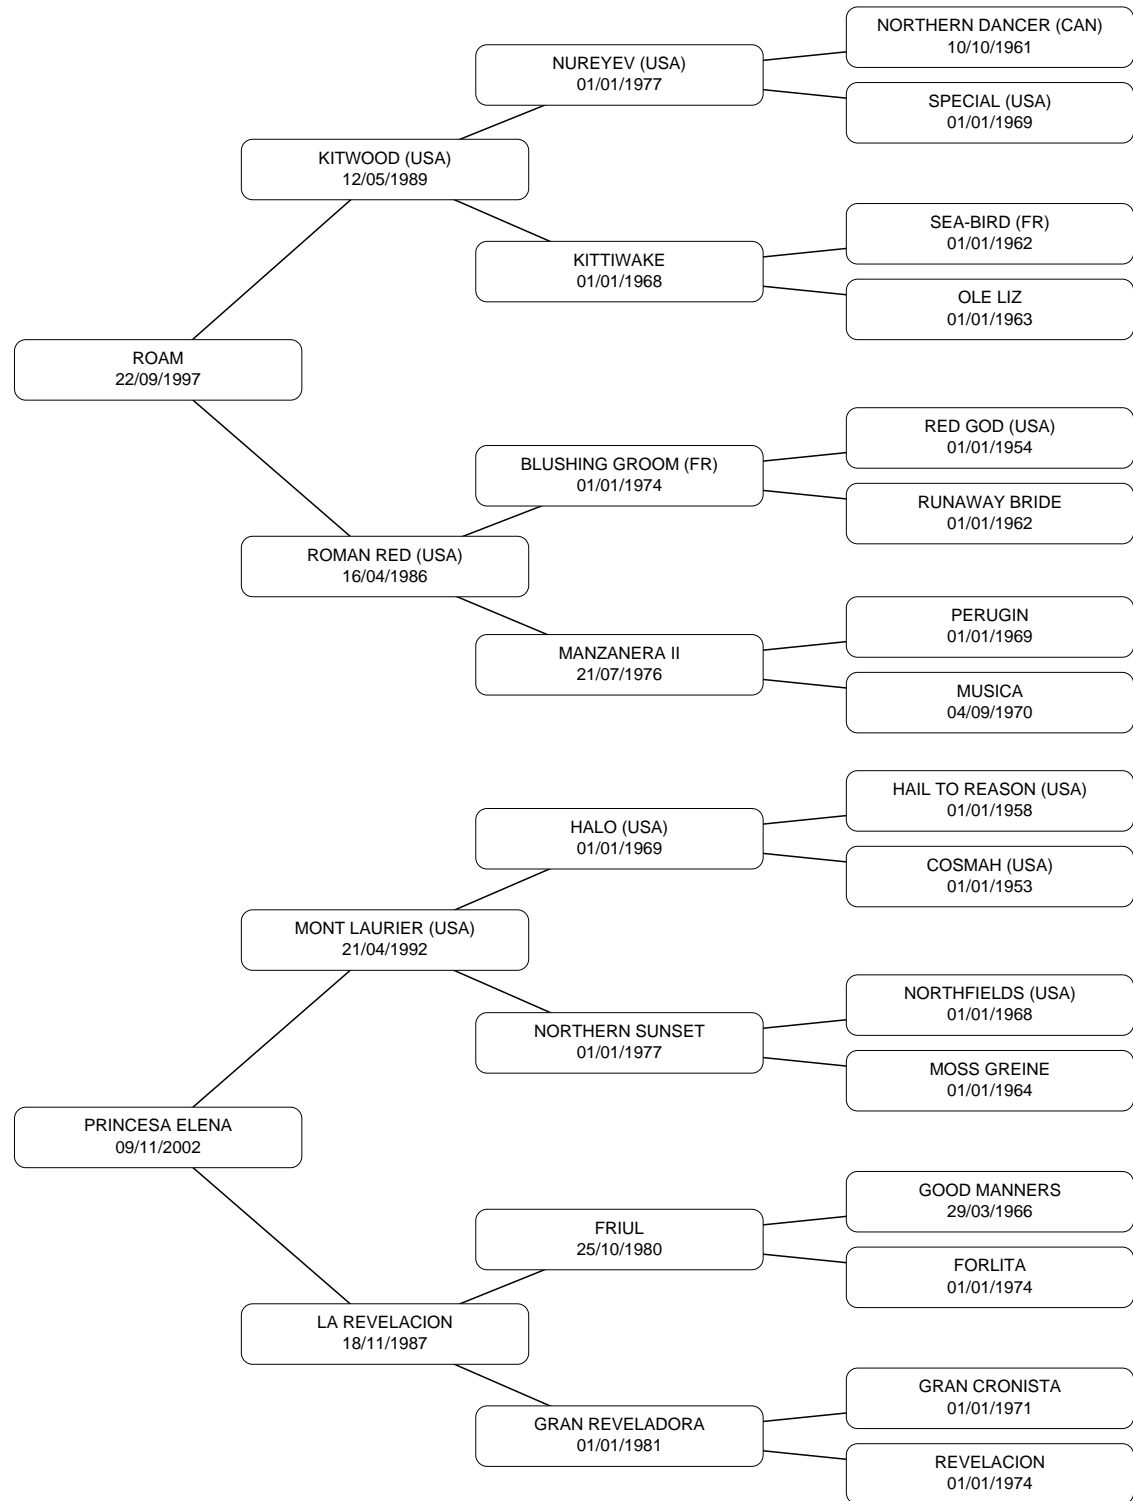 NORTHERN DANCER (CAN)
10/10/1961
NUREYEV (USA)
01/01/1977
SPECIAL (USA)
01/01/1969
KITWOOD (USA)
12/05/1989
SEA-BIRD (FR)
01/01/1962
KITTIWAKE
01/01/1968
OLE LIZ
01/01/1963
ROAM
22/09/1997
RED GOD (USA)
01/01/1954
BLUSHING GROOM (FR)
01/01/1974
RUNAWAY BRIDE
01/01/1962
ROMAN RED (USA)
16/04/1986
PERUGIN
01/01/1969
MANZANERA II
21/07/1976
MUSICA
04/09/1970
HAIL TO REASON (USA)
01/01/1958
HALO (USA)
01/01/1969
COSMAH (USA)
01/01/1953
MONT LAURIER (USA)
21/04/1992
NORTHFIELDS (USA)
01/01/1968
NORTHERN SUNSET
01/01/1977
MOSS GREINE
01/01/1964
PRINCESA ELENA
09/11/2002
GOOD MANNERS
29/03/1966
FRIUL
25/10/1980
FORLITA
01/01/1974
LA REVELACION
18/11/1987
GRAN CRONISTA
01/01/1971
GRAN REVELADORA
01/01/1981
REVELACION
01/01/1974